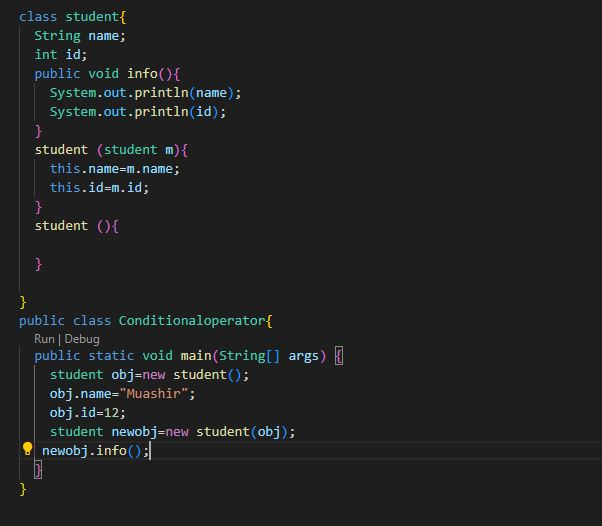 class student{
String name;
int id;
public void info(){
System.out.println(name);
System.out.println(id);
}
student (student m){
this.name=m.name;
this.id=m.id;
}
student (){
}
}
public class Conditionaloperator{
Run | Debug
public static void main(String[] args) {
student obj=new student();
obj.name="Muashir";
obj.id=12;
student newobj=new student(obj);
newobj.info();
}
}